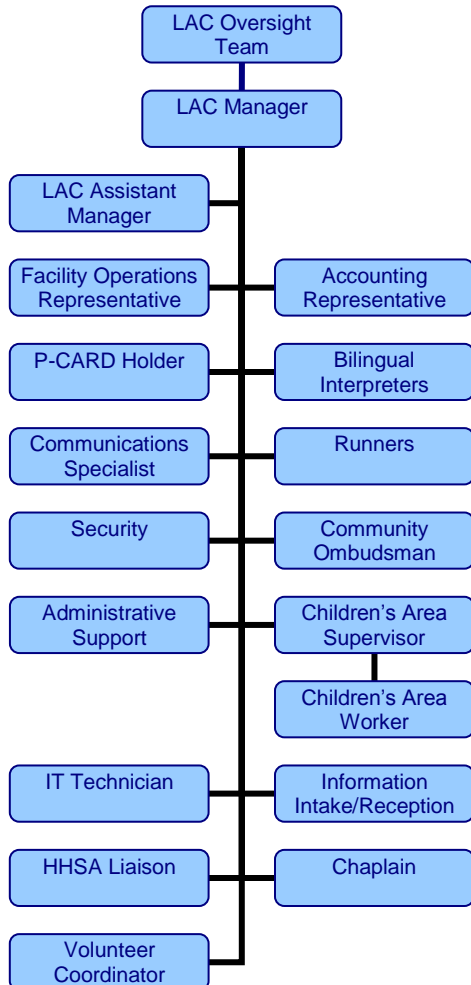 LAC Oversight
Team
LAC Manager
LAC Assistant
Manager
Facility Operations
Representative
Accounting
Representative
P-CARD Holder
Bilingual
Interpreters
Communications
Specialist
Runners
Security
Community
Ombudsman
Administrative
Support
Children’s Area
Supervisor
Children’s Area
Worker
IT Technician
Information
Intake/Reception
HHSA Liaison
Chaplain
Volunteer
Coordinator